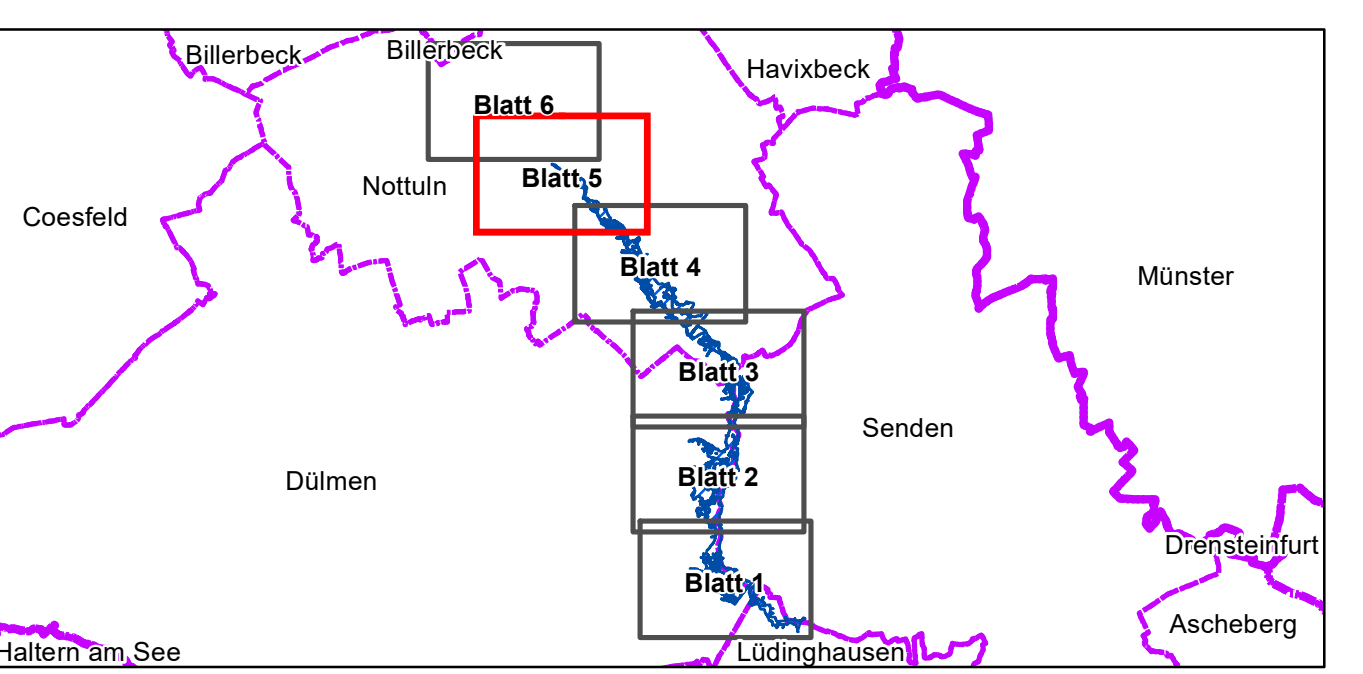 Billerbeck
Billerbeck
Havixbeck
Blatt 6
Blatt 5
Nottuln
Coesfeld
Blatt 4
Münster
Blatt 3
Senden
Blatt 2
Dülmen
Drensteinfurt
Blatt 1
Ascheberg
Haltern am See
Lüdinghausen